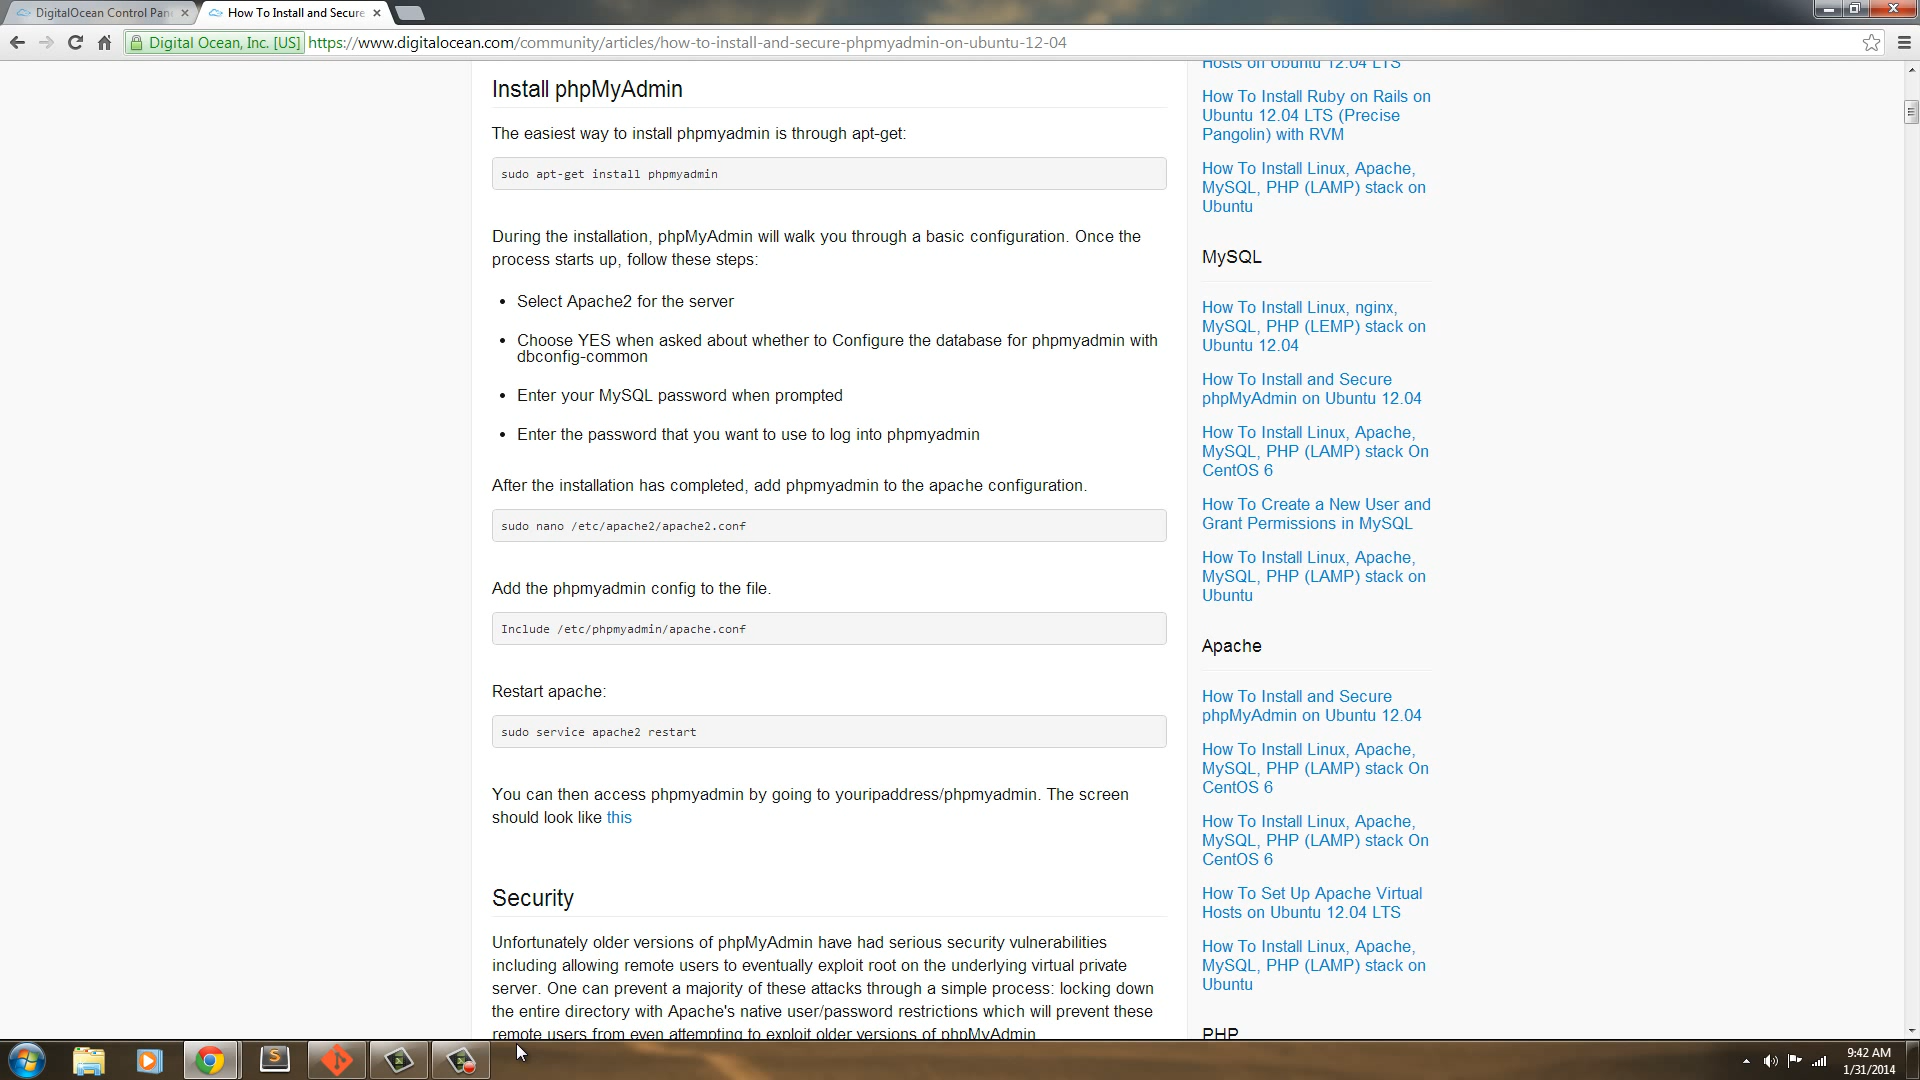 DigitalOcean Control Pan
How To Install and Secure
Digital Ocean, Inc. [US]
https://www.digitalocean.com/community/articles/how-to-install-and-secure-phpmyadmin-on-ubuntu-12-04
Install phpMyAdmin
The easiest way to install phpmyadmin is through apt-get:
sudo apt-get install phpmyadmin
During the installation, phpMyAdmin will walk you through a basic configuration. Once the
process starts up, follow these steps:
• Select Apache2 for the server
• Choose YES when asked about whether to Configure the database for phpmyadmin with
dbconfig-common
• Enter your MySQL password when prompted
• Enter the password that you want to use to log into phpmyadmin
After the installation has completed, add phpmyadmin to the apache configuration.
sudo nano /etc/apache2/apache2.conf
Add the phpmyadmin config to the file.
Include /etc/phpmyadmin/apache.conf
Restart apache:
sudo service apache2 restart
You can then access phpmyadmin by going to youripaddress/phpmyadmin. The screen
should look like this
Security
Unfortunately older versions of phpMyAdmin have had serious security vulnerabilities
including allowing remote users to eventually exploit root on the underlying virtual private
server. One can prevent a majority of these attacks through a simple process: locking down
the entire directory with Apache's native user/password restrictions which will prevent these
remote users from even attempting to exploit older versions of phpMyAdmin
Hosts on Ubuntu 12.04 LTS
How To Install Ruby on Rails on
Ubuntu 12.04 LTS (Precise
Pangolin) with RVM
How To Install Linux, Apache,
MySQL, PHP (LAMP) stack on
Ubuntu
MySQL
How To Install Linux, nginx,
MySQL, PHP (LEMP) stack on
Ubuntu 12.04
How To Install and Secure
phpMyAdmin on Ubuntu 12.04
How To Install Linux, Apache,
MySQL, PHP (LAMP) stack On
CentOS 6
How To Create a New User and
Grant Permissions in MySQL
How To Install Linux, Apache,
MySQL, PHP (LAMP) stack on
Ubuntu
Apache
How To Install and Secure
phpMyAdmin on Ubuntu 12.04
How To Install Linux, Apache,
MySQL, PHP (LAMP) stack On
CentOS 6
How To Install Linux, Apache,
MySQL, PHP (LAMP) stack On
CentOS 6
How To Set Up Apache Virtual
Hosts on Ubuntu 12.04 LTS
How To Install Linux, Apache,
MySQL, PHP (LAMP) stack on
Ubuntu
PHP
9:42 AM
1/31/2014